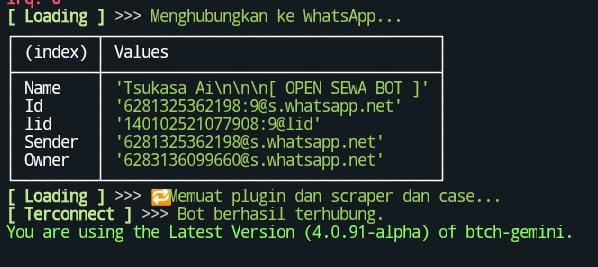 [ Loading ] >>> Menghubungkan ke WhatsApp...
(index) Values
Name 'Tsukasa Ai\n\n\n[ OPEN SEWA BOT ]'
Id '6281325362198:9@s.whatsapp.net'
lid '140102521077908:9@lid'
Sender '6281325362198@s.whatsapp.net'
Owner '6283136099660@s.whatsapp.net'
[ Loading ] >>> 🔁Memuat plugin dan scraper dan case...
[ Terconnect ] >>> Bot berhasil terhubung.
You are using the Latest Version (4.0.91-alpha) of btch-gemini.